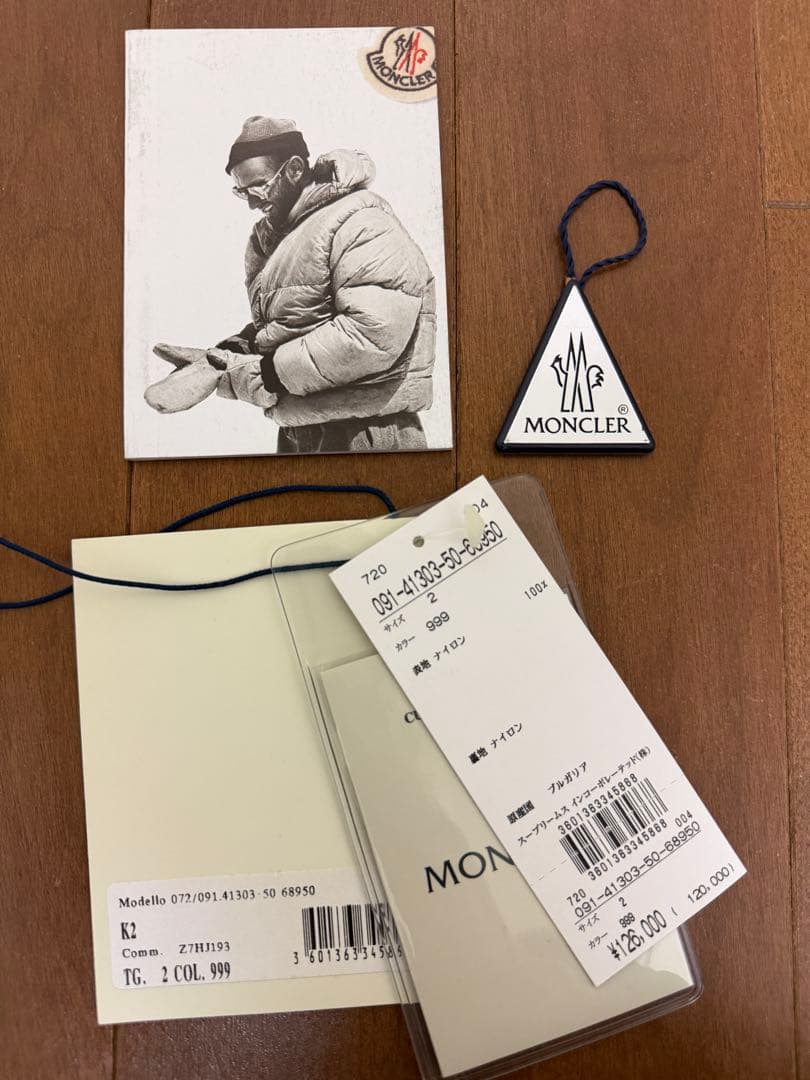 MONCLER
MONCLER
®
04
720
091-41303-50-68950
サイズ 2
カラー 999
表地 ナイロン 100%
裏地 ナイロン
原産国 ブルガリア
スープリームス インコーポレーテッド(株)
3601363345868
3601363345868
720 004
091-41303-50-68950
サイズ 2
カラー 999
¥126,000 ( 120,000)
MON
Modello 072/091.41303-50 68950
K2
Comm. Z7HJ193
TG. 2 COL. 999